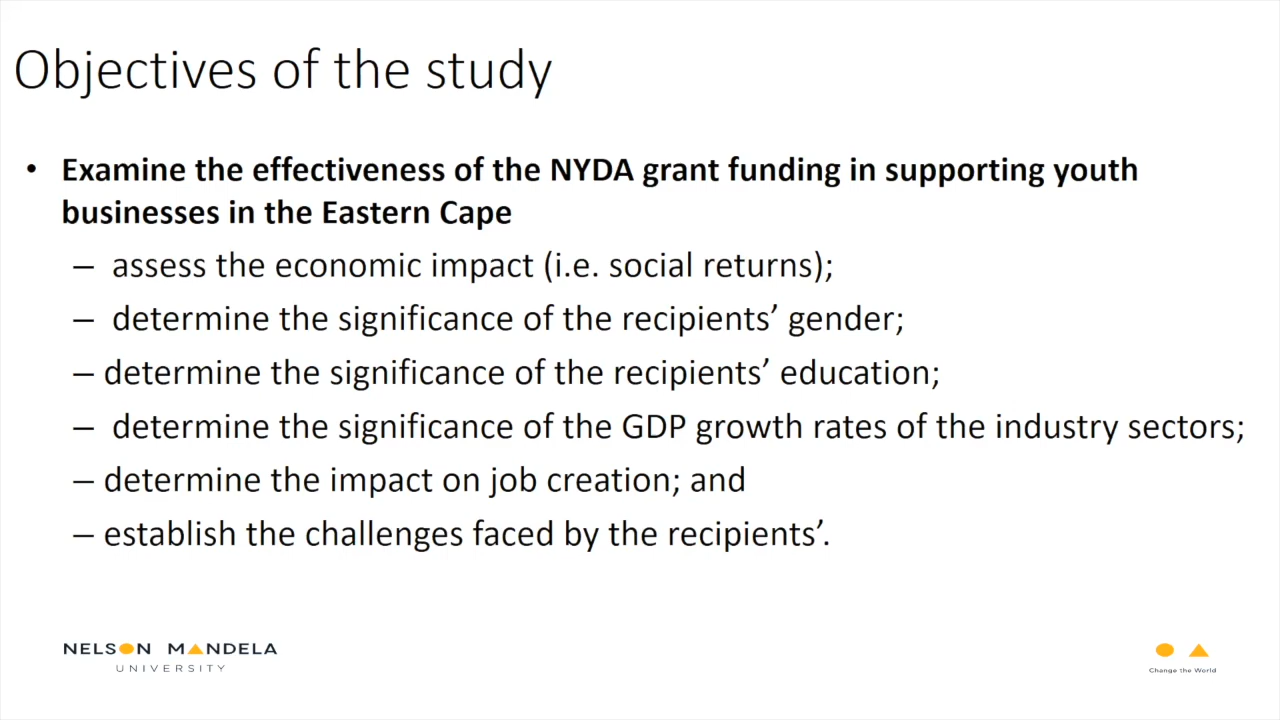 Objectives of the study
• Examine the effectiveness of the NYDA grant funding in supporting youth
businesses in the Eastern Cape
– assess the economic impact (i.e. social returns);
– determine the significance of the recipients’ gender;
– determine the significance of the recipients’ education;
– determine the significance of the GDP growth rates of the industry sectors;
– determine the impact on job creation; and
– establish the challenges faced by the recipients’.
NELSON MANDELA
UNIVERSITY
Change the World